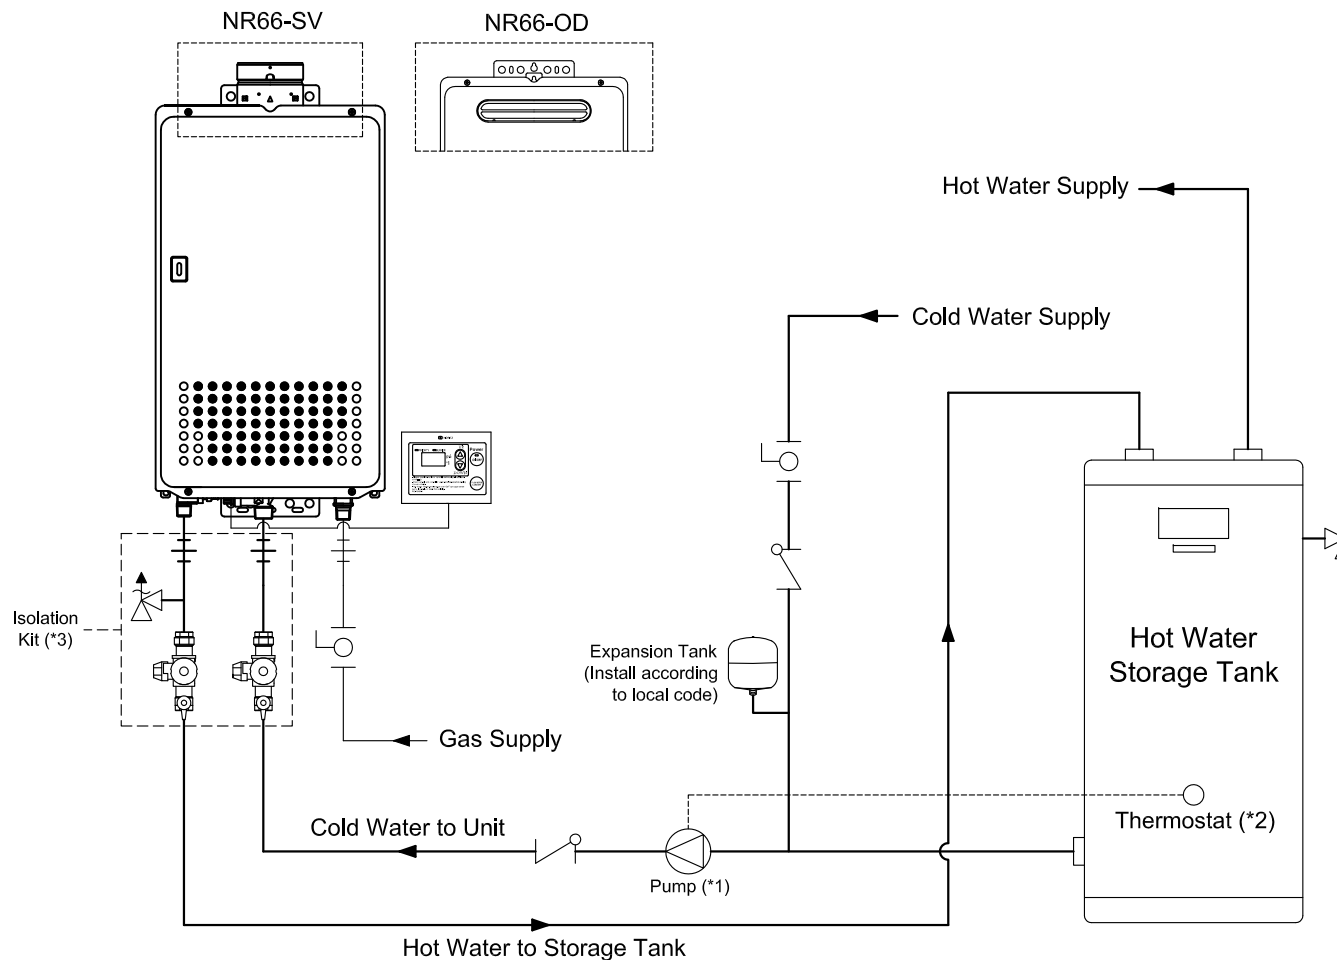 NR66-SV
NR66-OD
Hot Water Supply
Cold Water Supply
Isolation
Kit (*3)
Expansion Tank
(Install according
to local code)
Hot Water
Storage Tank
Gas Supply
Cold Water to Unit
Thermostat (*2)
Pump (*1)
Hot Water to Storage Tank
Power